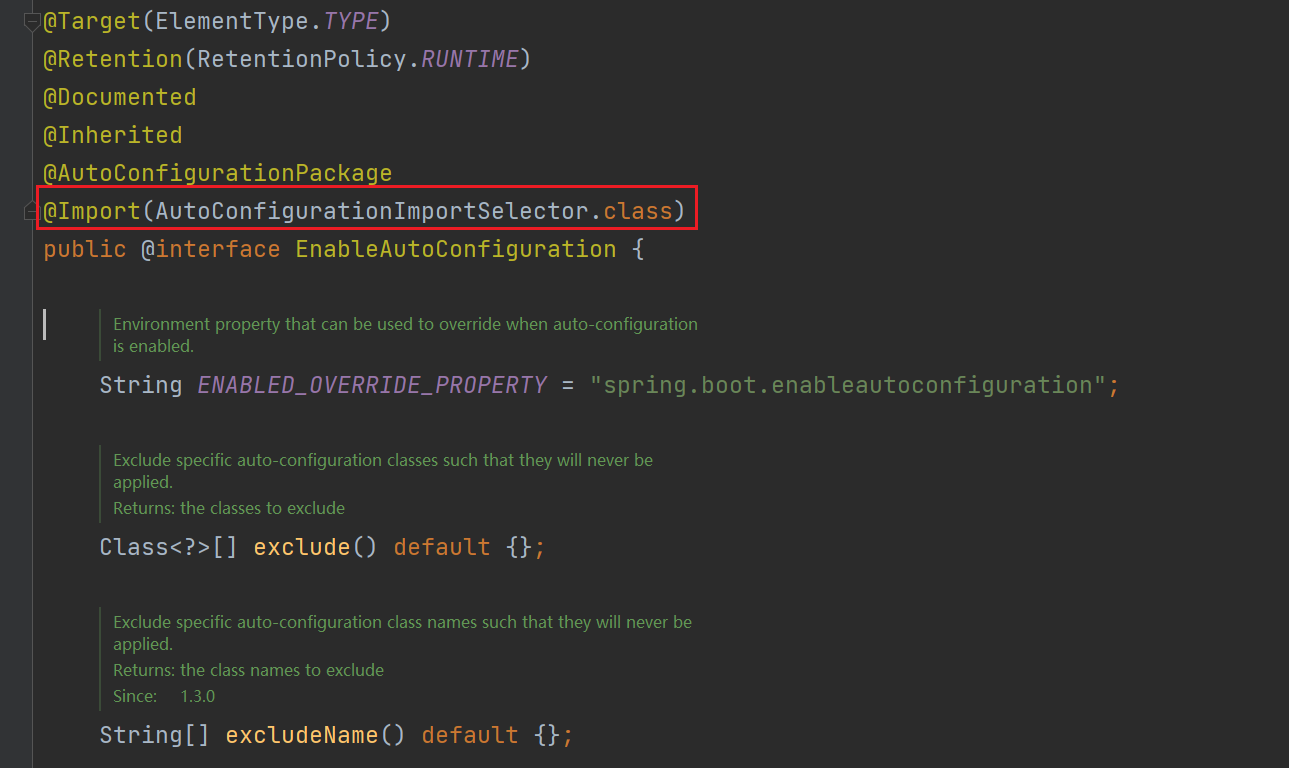 @Target(ElementType.TYPE)
@Retention(RetentionPolicy.RUNTIME)
@Documented
@Inherited
@AutoConfigurationPackage
@Import(AutoConfigurationImportSelector.class)
public @interface EnableAutoConfiguration {
Environment property that can be used to override when auto-configuration
is enabled.
String ENABLED_OVERRIDE_PROPERTY = "spring.boot.enableautoconfiguration";
Exclude specific auto-configuration classes such that they will never be
applied.
Returns: the classes to exclude
Class<?>[] exclude() default {};
Exclude specific auto-configuration class names such that they will never be
applied.
Returns: the class names to exclude
Since: 1.3.0
String[] excludeName() default {};